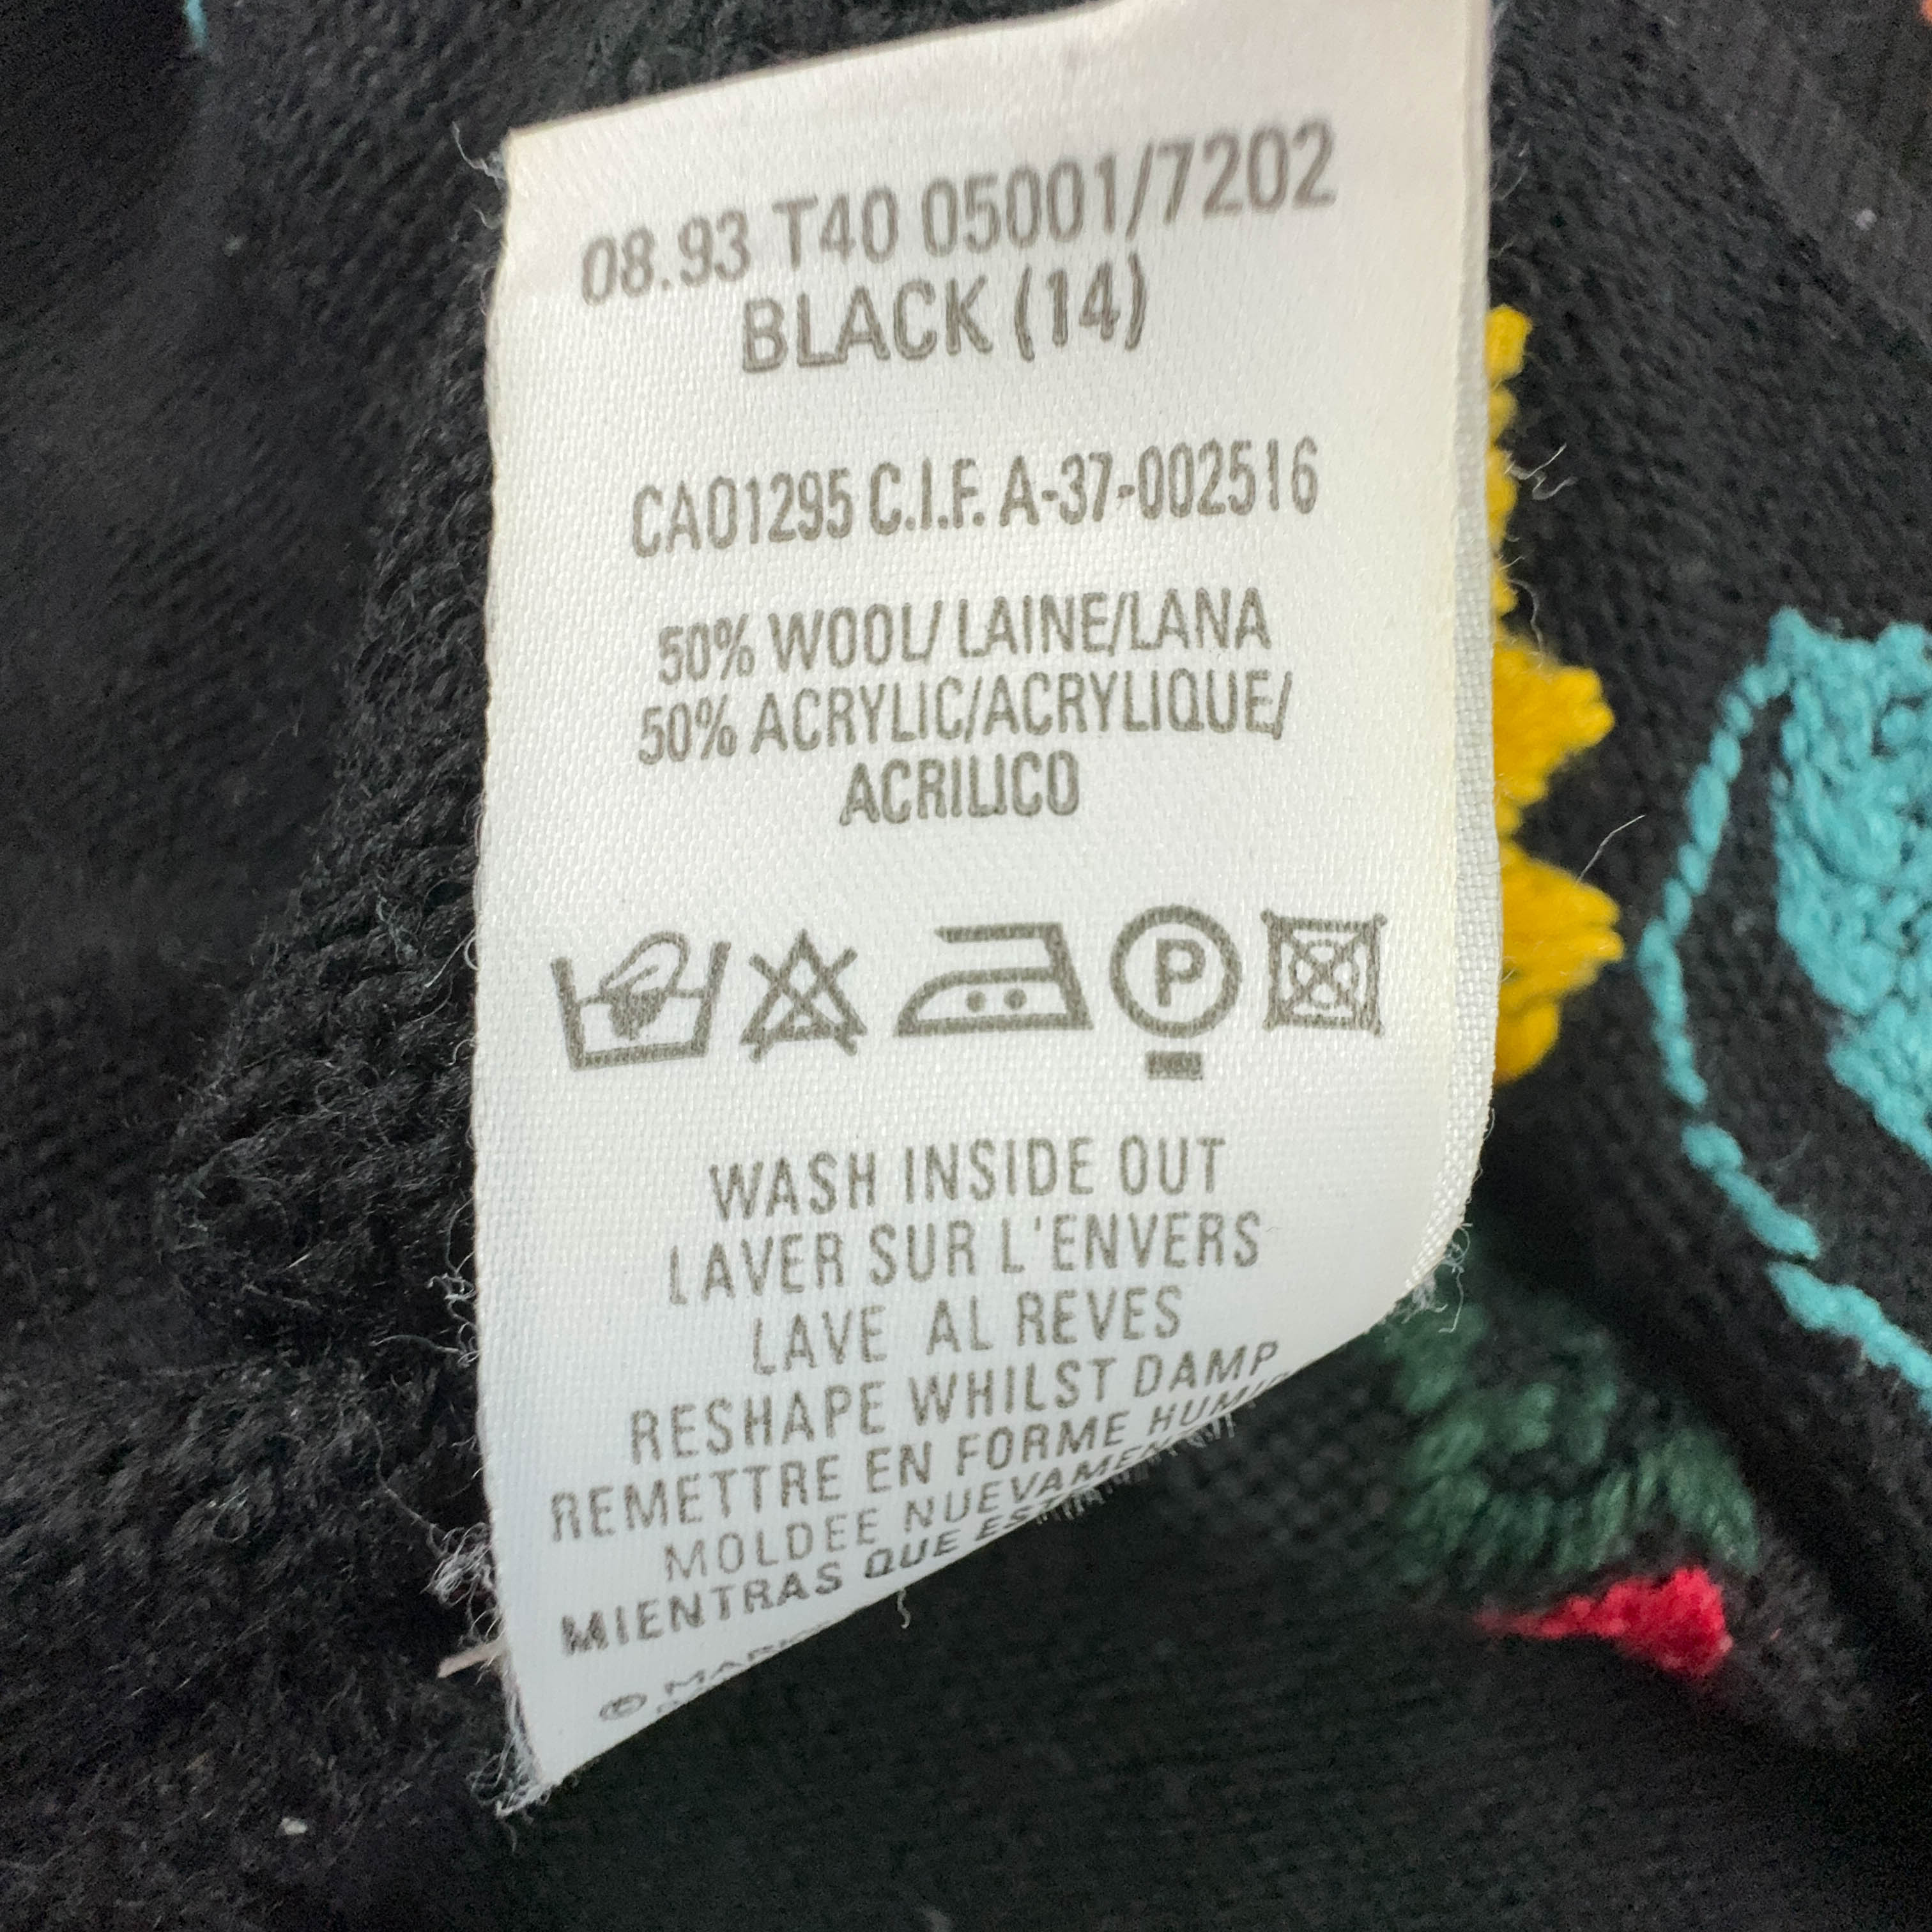 08.93 T40 05001/7202
BLACK (14)
CA01295 C.I.F. A-37-002516
50% WOOL/ LAINE/LANA
50% ACRYLIC/ACRYLIQUE/
ACRILICO
P
WASH INSIDE OUT
LAVER SUR L'ENVERS
LAVE AL REVES
RESHAPE WHILST DAMP
REMETTRE EN FORME
MOLDEE
MIENTRAS QUE
©